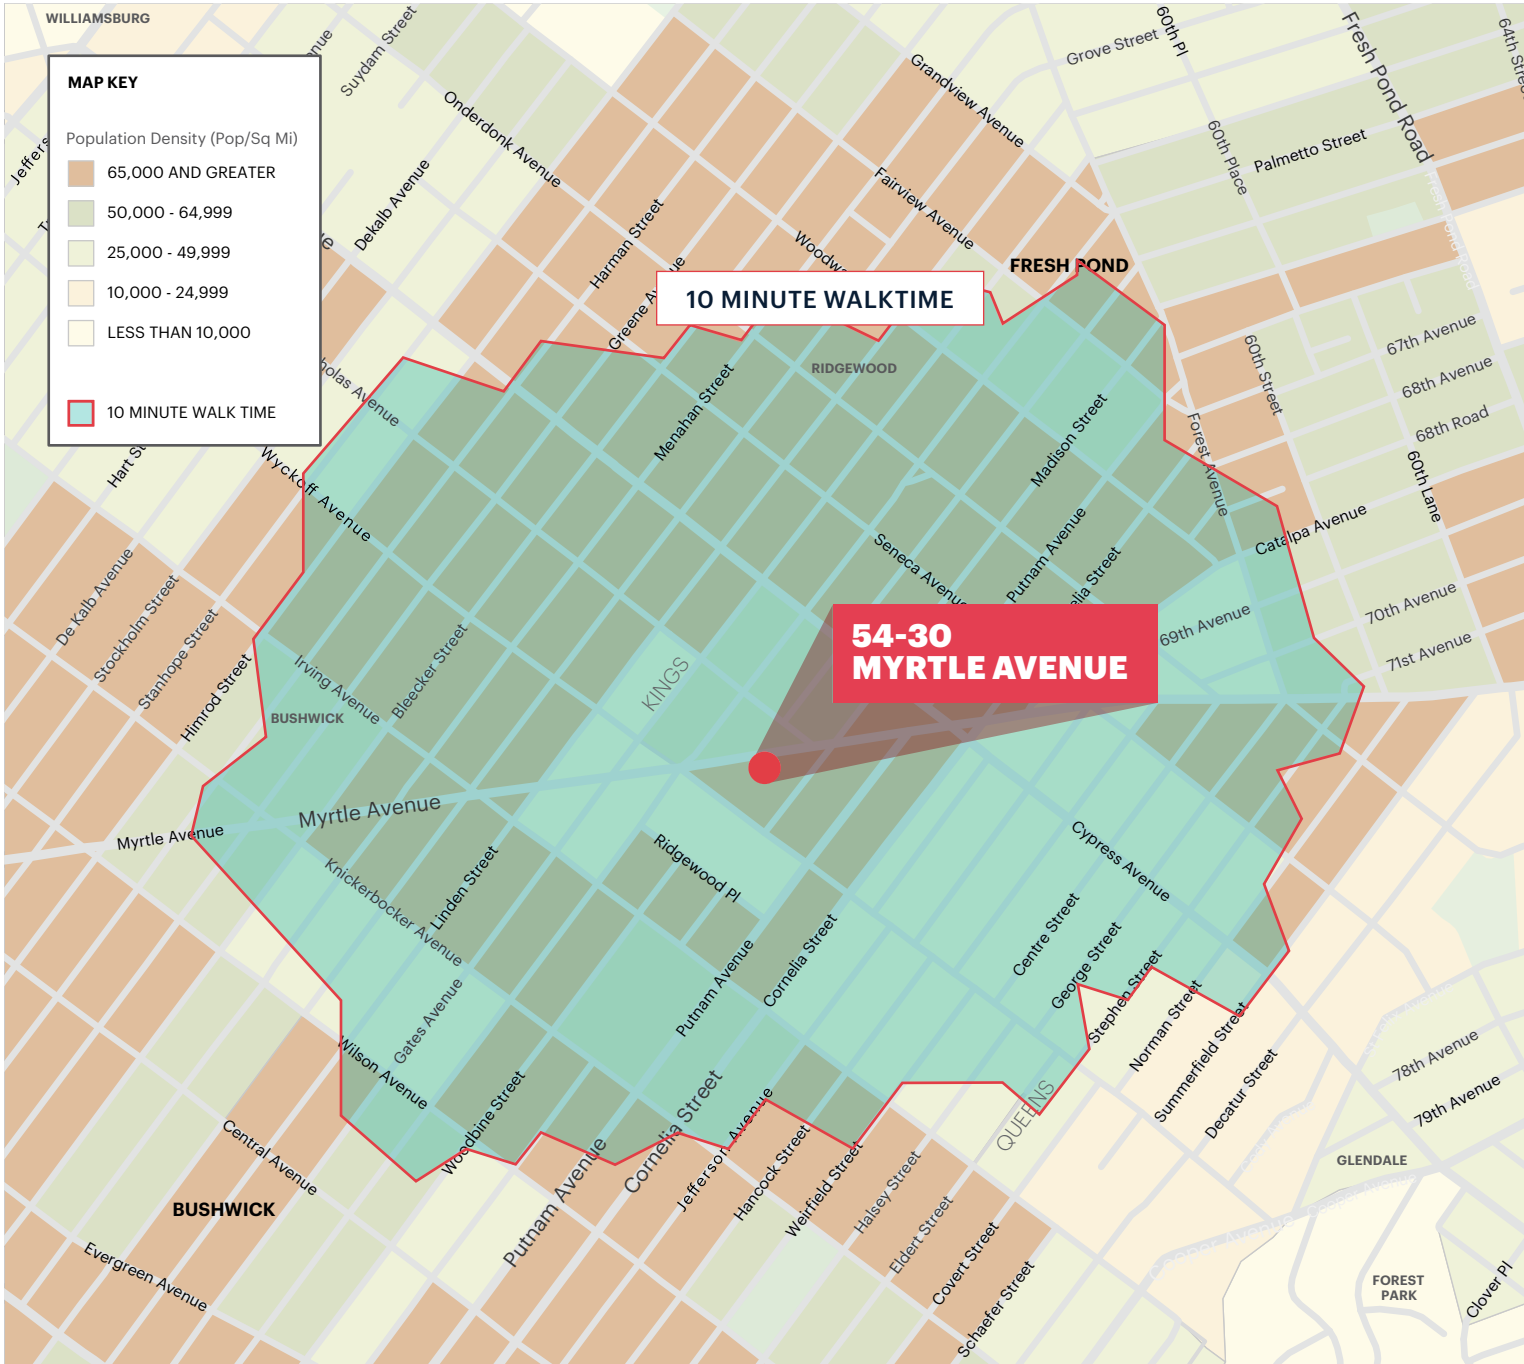 WILLIAMSBURG
MAP KEY
Population Density (Pop/Sq Mi)
65,000 AND GREATER
50,000 - 64,999
25,000 - 49,999
10,000 - 24,999
LESS THAN 10,000
10 MINUTE WALK TIME
Suydam Street
Onderdonk Avenue
Dekalb Avenue
Grandview Avenue
Grove Street
60th Pl
Fresh Pond Road
60th Place
Palmetto Street
Fresh Pond Road
Fairview Avenue
Harman Street
FRESH POND
10 MINUTE WALKTIME
RIDGEWOOD
Menahan Street
Madison Street
60th Street
67th Avenue
68th Avenue
68th Road
60th Lane
Forest Avenue
Catalpa Avenue
Wyckoff Avenue
De Kalb Avenue
Stockholm Street
Stanhope Street
Himrod Street
Irving Avenue
Bleecker Street
BUSHWICK
KINGS
Seneca Avenue
Putnam Avenue
69th Avenue
70th Avenue
71st Avenue
54-30
MYRTLE AVENUE
Myrtle Avenue
Myrtle Avenue
Knickerbocker Avenue
Linden Street
Gates Avenue
Ridgewood Pl
Putnam Avenue
Cornelia Street
Cypress Avenue
Centre Street
George Street
Stephen Street
Norman Street
Summerfield Street
Decatur Street
78th Avenue
79th Avenue
GLENDALE
QUEENS
Wilson Avenue
Woodbine Street
Central Avenue
BUSHWICK
Evergreen Avenue
Putnam Avenue
Cornelia Street
Jefferson Avenue
Hancock Street
Weirfield Street
Halsey Street
Eldert Street
Covert Street
Schaefer Street
Cooper Avenue
Cooper Avenue
FOREST
PARK
Clover Pl